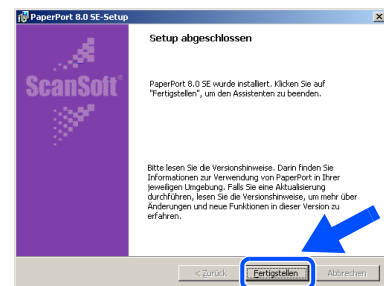 PaperPort 8.0 SE-Setup
Setup abgeschlossen
ScanSoft®
PaperPort 8.0 SE wurde installiert. Klicken Sie auf
"Fertigstellen", um den Assistenten zu beenden.
Bitte lesen Sie die Versionshinweise. Darin finden Sie
Informationen zur Verwendung von PaperPort in Ihrer
jeweiligen Umgebung. Falls Sie eine Aktualisierung
durchführen, lesen Sie die Versionshinweise, um mehr über
Änderungen und neue Funktionen in dieser Version zu
erfahren.
< Zurück Fertigstellen Abbrechen